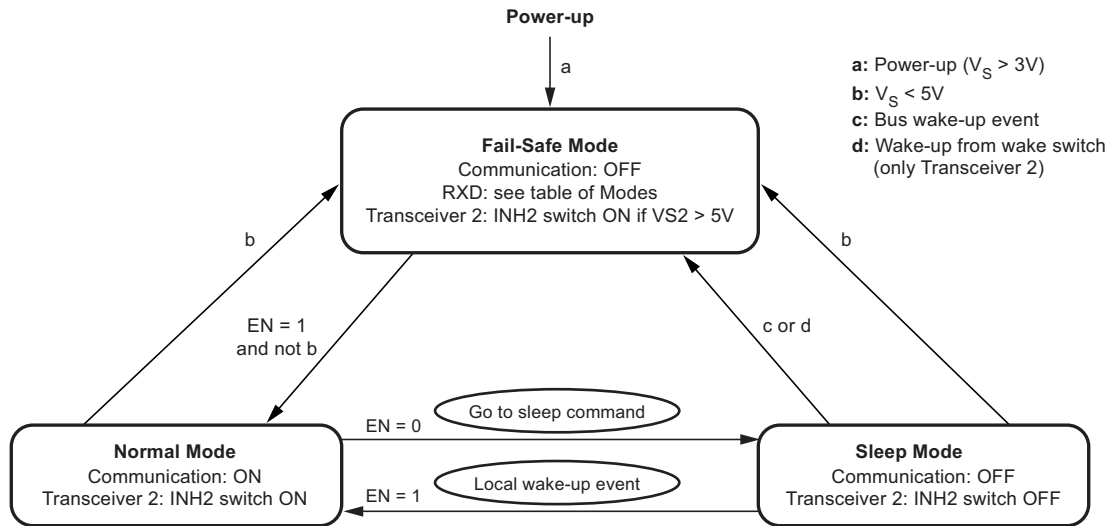 Power-up
a
a: Power-up (VS > 3V)
b: VS < 5V
c: Bus wake-up event
d: Wake-up from wake switch
(only Transceiver 2)
Fail-Safe Mode
Communication: OFF
RXD: see table of Modes
Transceiver 2: INH2 switch ON if VS2 > 5V
b
b
EN = 1
and not b
c or d
Go to sleep command
EN = 0
Normal Mode
Communication: ON
Transceiver 2: INH2 switch ON
Local wake-up event
EN = 1
Sleep Mode
Communication: OFF
Transceiver 2: INH2 switch OFF